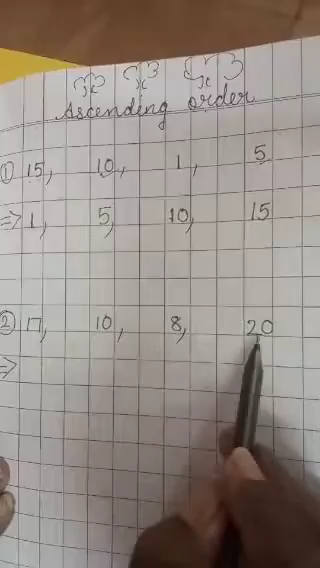 Ascending order
① 15, 10, 1, 5
⇒ 1, 5, 10, 15
② 17, 10, 8, 20
⇒